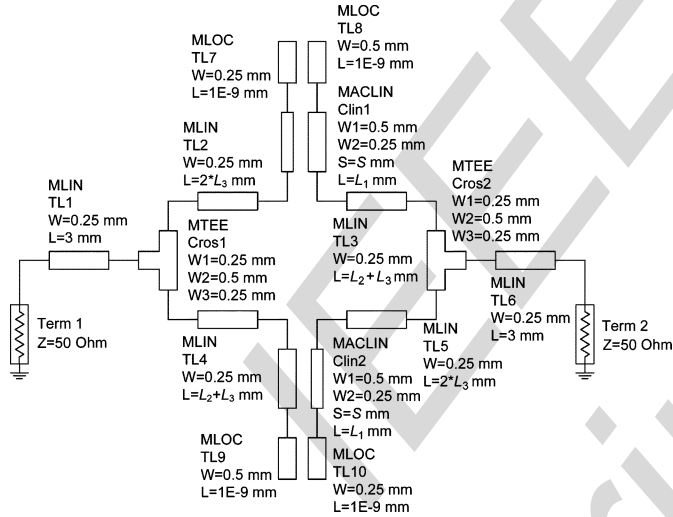 MLOC
TL7
W=0.25 mm
L=1E-9 mm
MLOC
TL8
W=0.5 mm
L=1E-9 mm
MACLIN
Clin1
W1=0.5 mm
W2=0.25 mm
S=S mm
L=L₁ mm
MLIN
TL2
W=0.25 mm
L=2*L₃ mm
MLIN
TL1
W=0.25 mm
L=3 mm
MTEE
Cros1
W1=0.25 mm
W2=0.5 mm
W3=0.25 mm
MLIN
TL3
W=0.25 mm
L=L₂+L₃ mm
MTEE
Cros2
W1=0.25 mm
W2=0.5 mm
W3=0.25 mm
MLIN
TL6
W=0.25 mm
L=3 mm
Term 1
Z=50 Ohm
Term 2
Z=50 Ohm
MLIN
TL4
W=0.25 mm
L=L₂+L₃ mm
MACLIN
Clin2
W1=0.5 mm
W2=0.25 mm
S=S mm
L=L₁ mm
MLIN
TL5
W=0.25 mm
L=2*L₃ mm
MLOC
TL9
W=0.5 mm
L=1E-9 mm
MLOC
TL10
W=0.25 mm
L=1E-9 mm